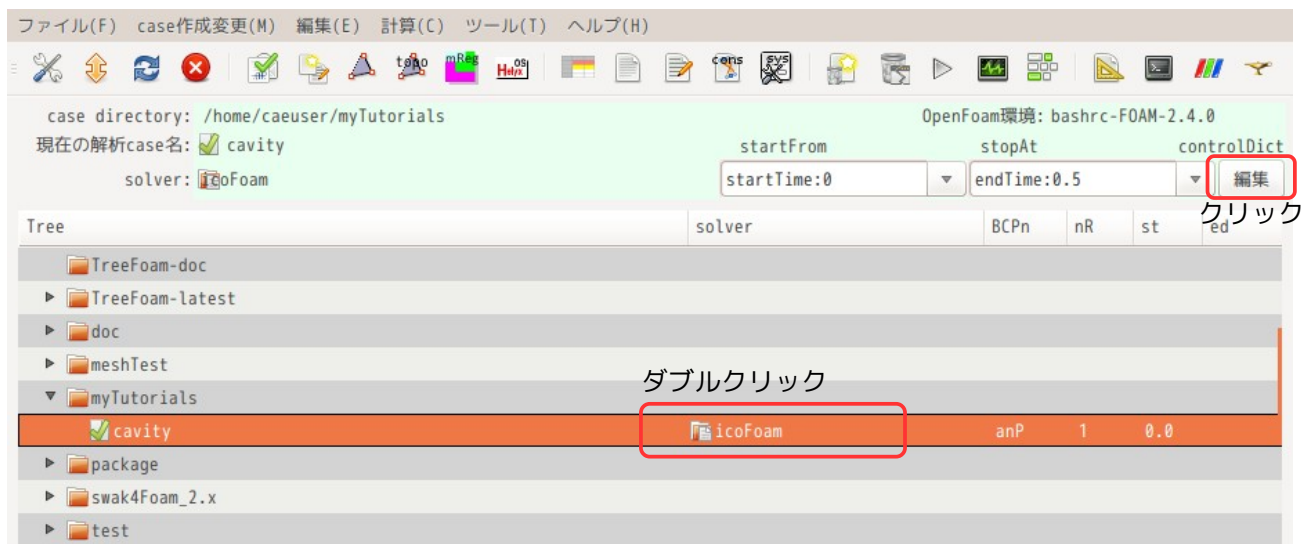 ファイル(F) case作成変更(M) 編集(E) 計算(C) ツール(T) ヘルプ(H)
case directory: /home/caeuser/myTutorials OpenFoam環境: bashrc-FOAM-2.4.0
現在の解析case名: cavity startFrom stopAt controlDict
solver: icoFoam startTime:0 endTime:0.5 編集
クリック
Tree solver BCPn nR st ed
TreeFoam-doc
TreeFoam-latest
doc
meshTest
ダブルクリック
myTutorials
cavity icoFoam anP 1 0.0
package
swak4Foam_2.x
test